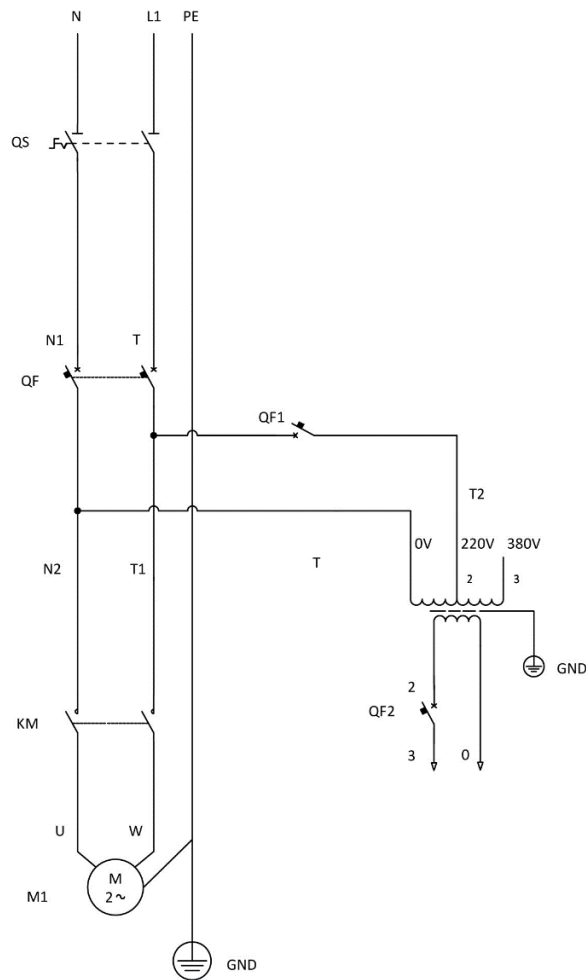 N L1 PE
QS
N1 T
QF
QF1
T2
0V 220V 380V
N2 T1 T
2 3
GND
2
QF2
KM
3 0
U W
M
2~
M1
GND